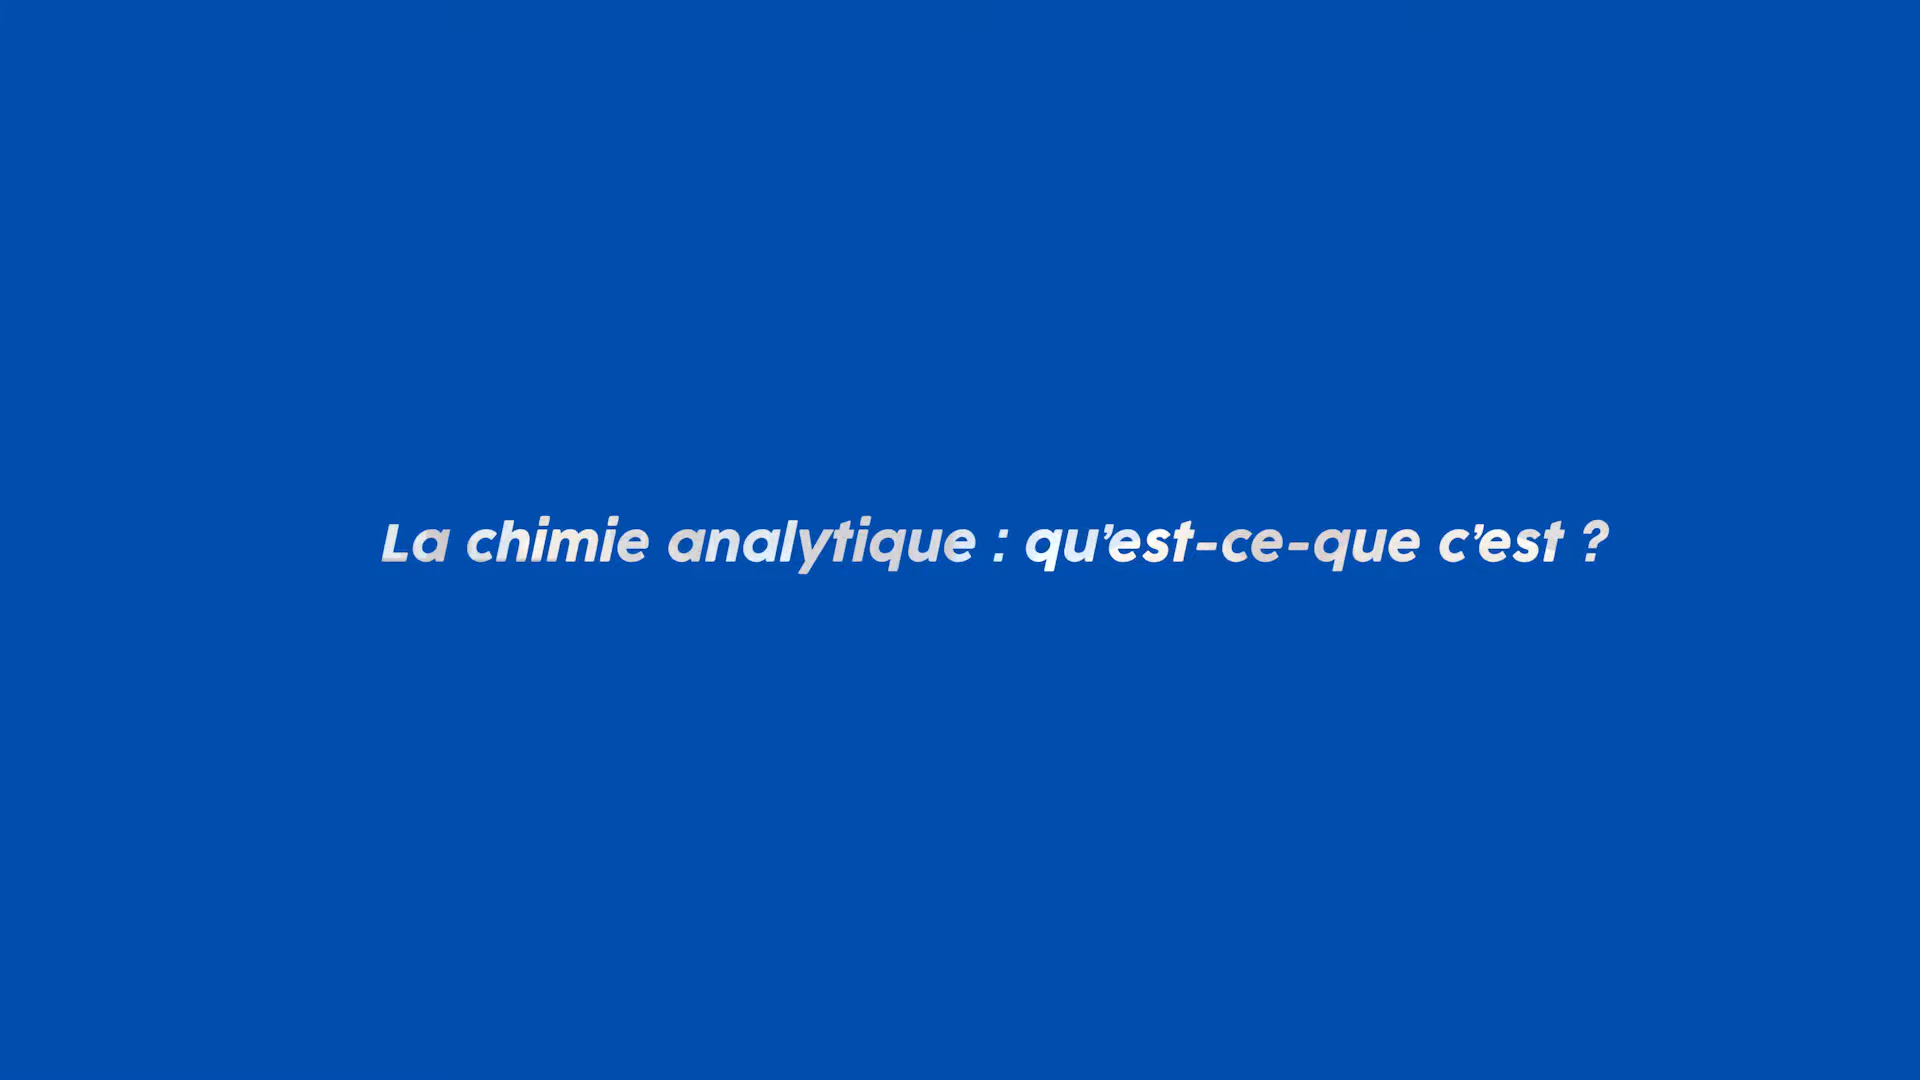 La chimie analytique : qu’est-ce-que c’est ?